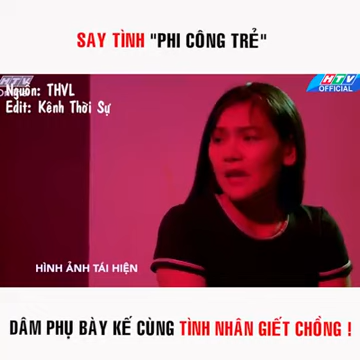 SAY TÌNH "PHI CÔNG TRẺ"
HTV
Nguồn: THVL
Edit: Kênh Thời Sự
HTV
OFFICIAL
HÌNH ẢNH TÁI HIỆN
DÂM PHỤ BÀY KẾ CÙNG TÌNH NHÂN GIẾT CHỒNG !